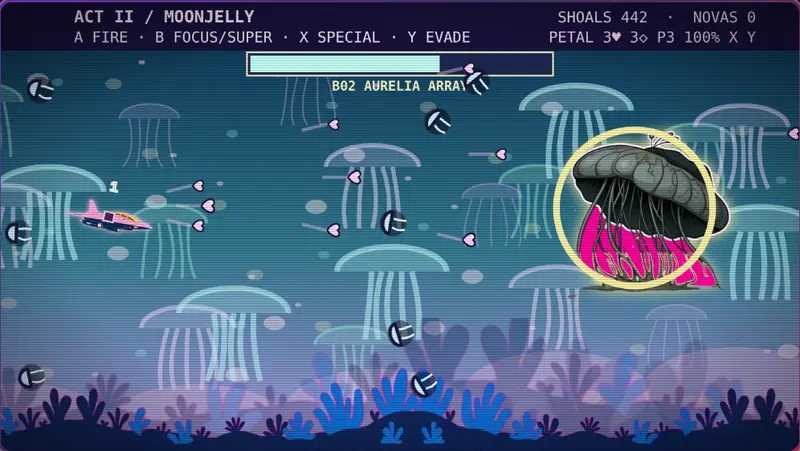 ACT II / MOONJELLY
SHOALS 442 · NOVAS 0
A FIRE · B FOCUS/SUPER · X SPECIAL · Y EVADE
PETAL 3♥ 3◇ P3 100% X Y
B02 AURELIA ARRAY
1